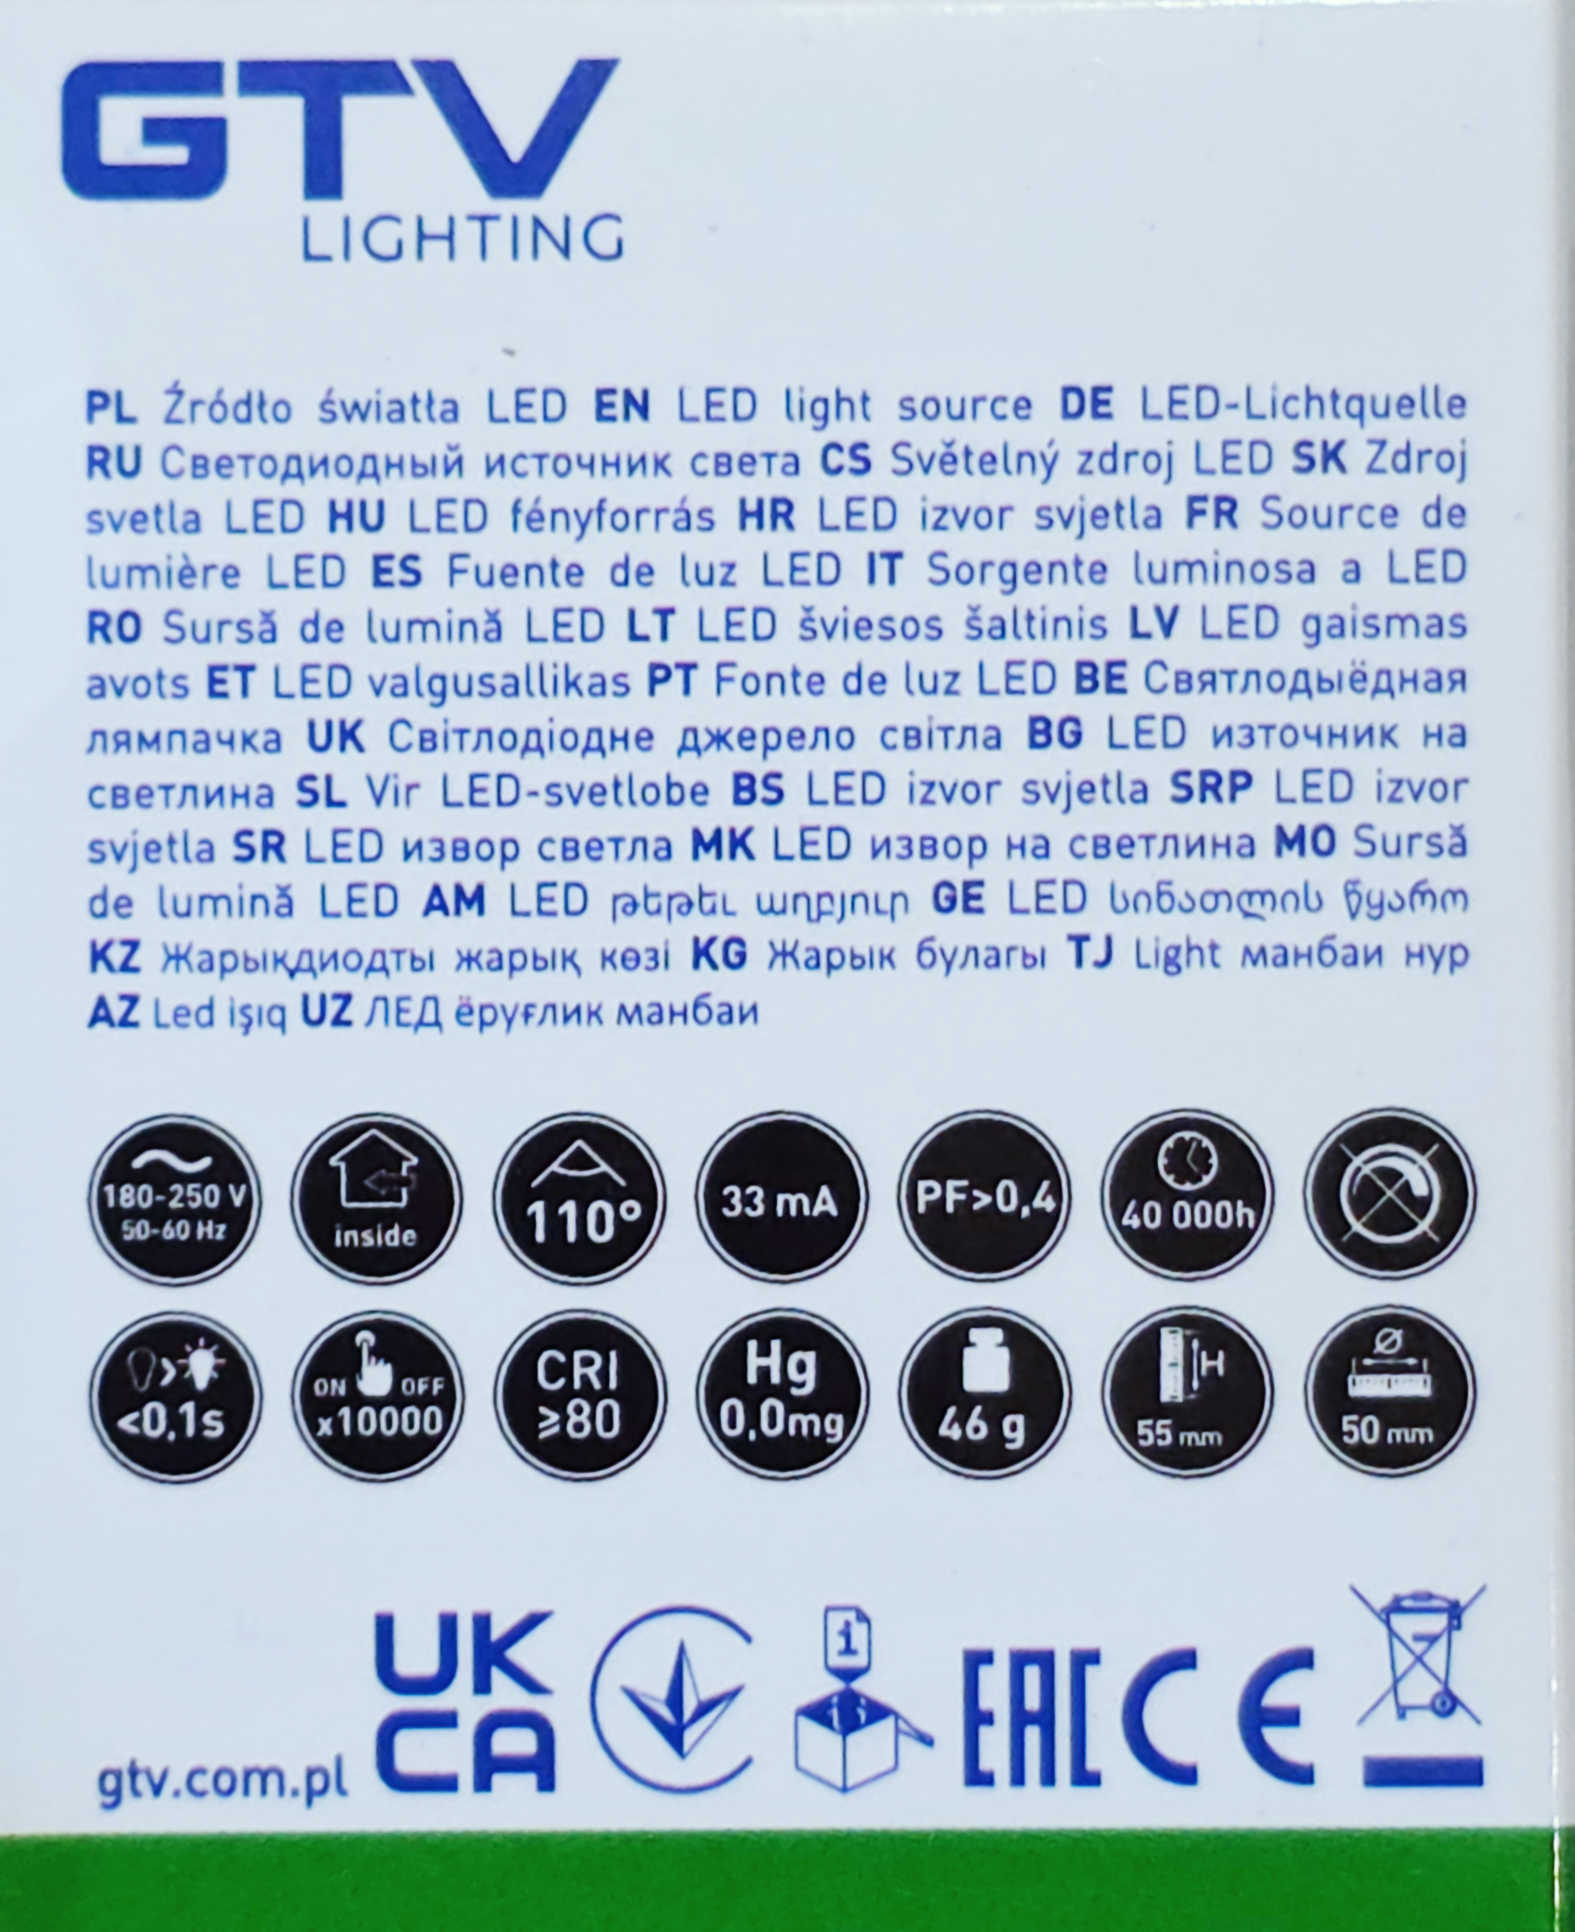 GTV
LIGHTING
PL Źródło światła LED EN LED light source DE LED-Lichtquelle
RU Светодиодный источник света CS Světelný zdroj LED SK Zdroj
svetla LED HU LED fényforrás HR LED izvor svjetla FR Source de
lumière LED ES Fuente de luz LED IT Sorgente luminosa a LED
RO Sursă de lumină LED LT LED šviesos šaltinis LV LED gaismas
avots ET LED valgusallikas PT Fonte de luz LED BE Святлодыёдная
лямпачка UK Світлодіодне джерело світла BG LED източник на
светлина SL Vir LED-svetlobe BS LED izvor svjetla SRP LED izvor
svjetla SR LED извор светла MK LED извор на светлина MO Sursă
de lumină LED AM LED թեթեւ աղբյուր GE LED სინათლის წყარო
KZ Жарықдиодты жарық көзі KG Жарык булагы TJ Light манбаи нур
AZ Led işıq UZ ЛЕД ёруғлик манбаи
180-250 V
50-60 Hz
inside
110°
33 mA
PF>0,4
40 000h
<0,1s
ON OFF
x10000
CRI
≥80
Hg
0,0mg
46 g
H
55 mm
Ø
50 mm
UK
CA
i
EAC CE
gtv.com.pl